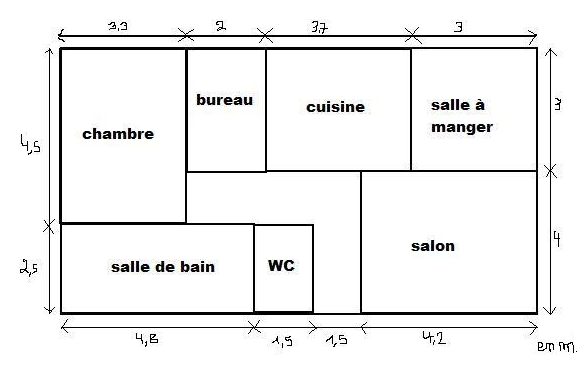 3,3 2 3,7 3
bureau
cuisine
salle à
manger
chambre
3
4,5
salon
4
salle de bain
WC
2,5
4,8 1,5 1,5 4,2
en m.